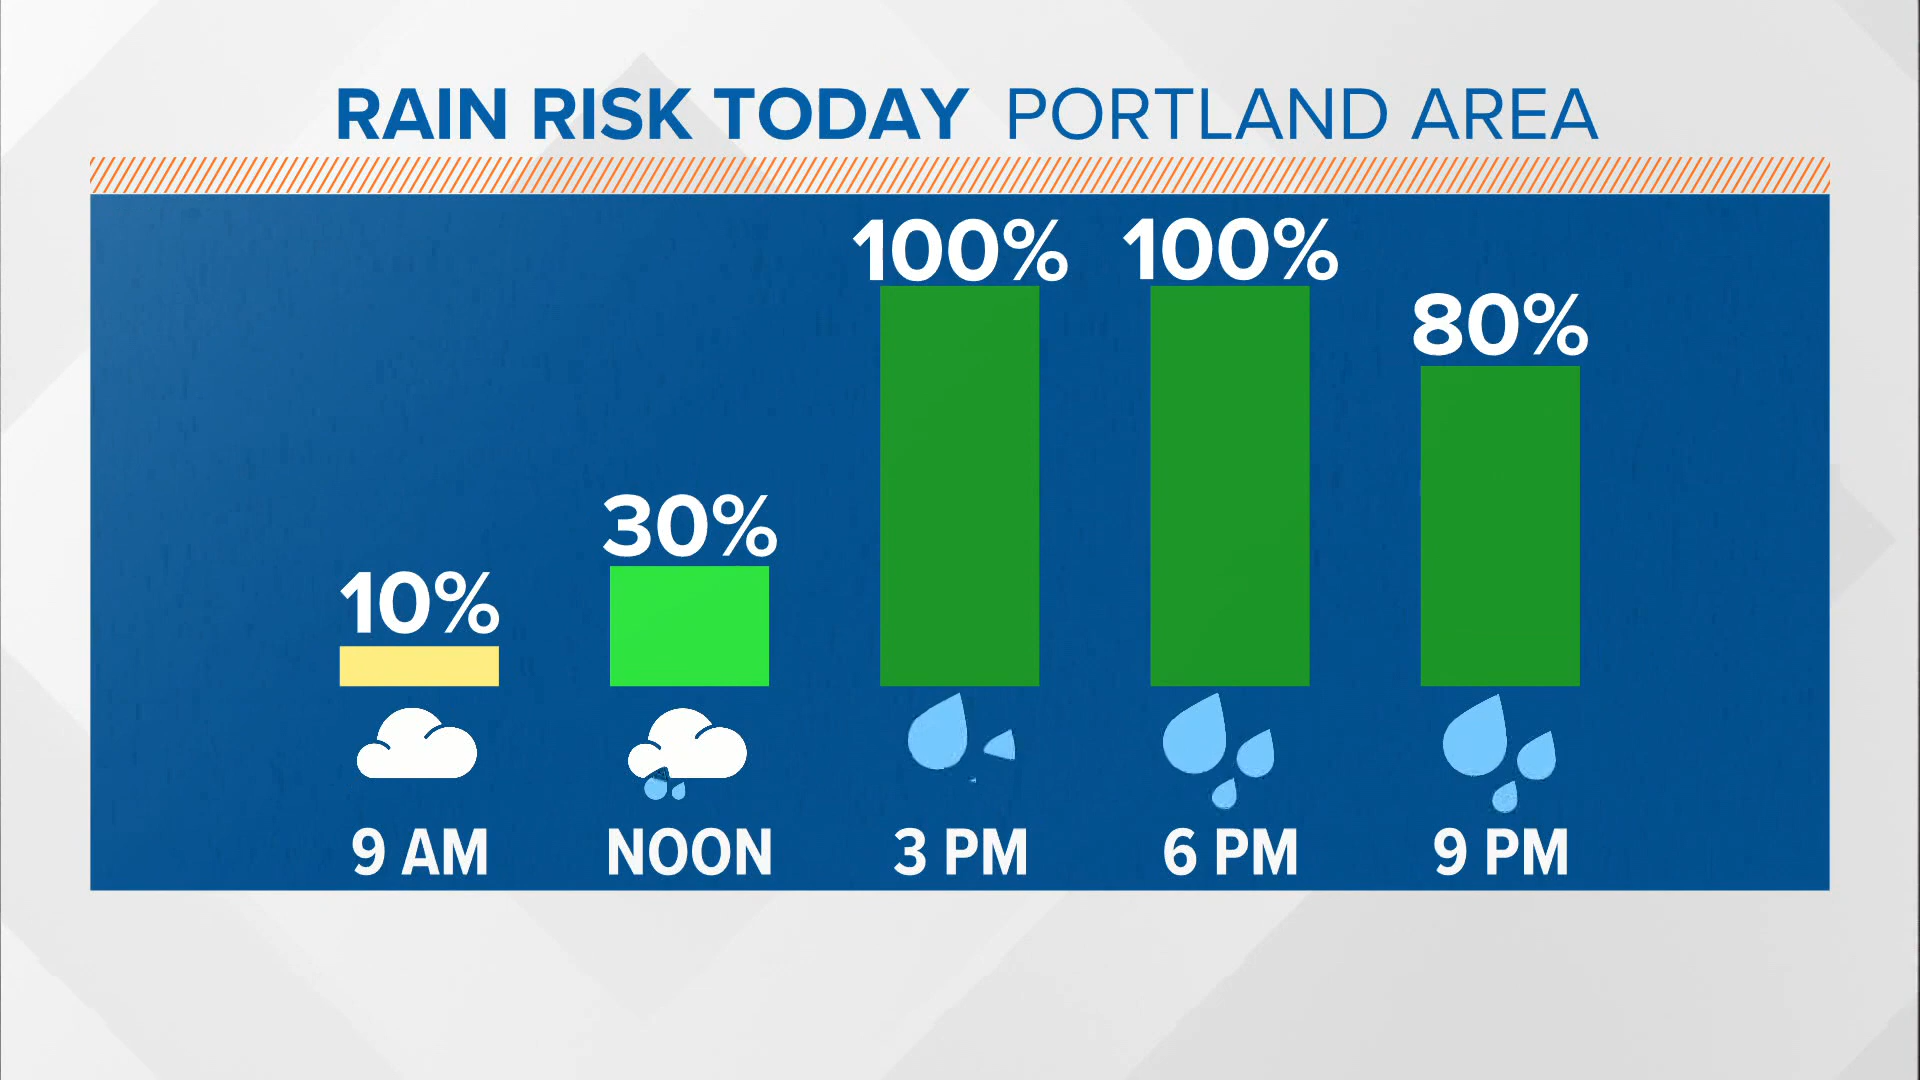 RAIN RISK TODAY PORTLAND AREA
100% 100%
80%
30%
10%
9 AM NOON 3 PM 6 PM 9 PM